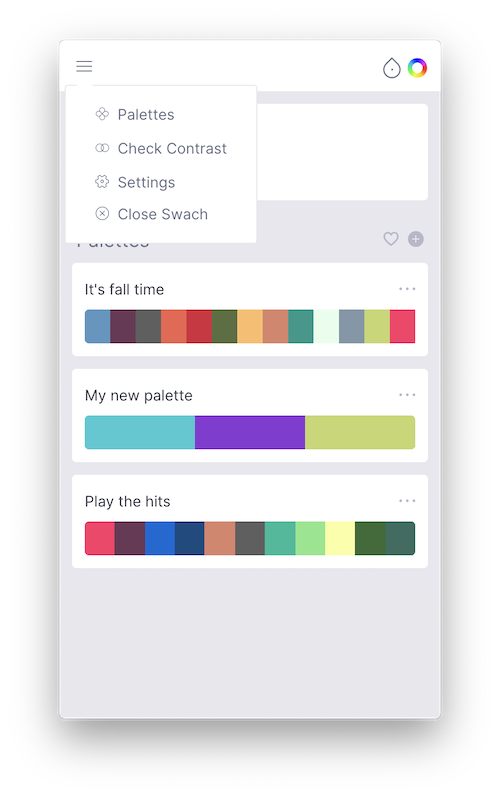 Palettes
Check Contrast
Settings
Close Swach
Palettes
It's fall time
My new palette
Play the hits